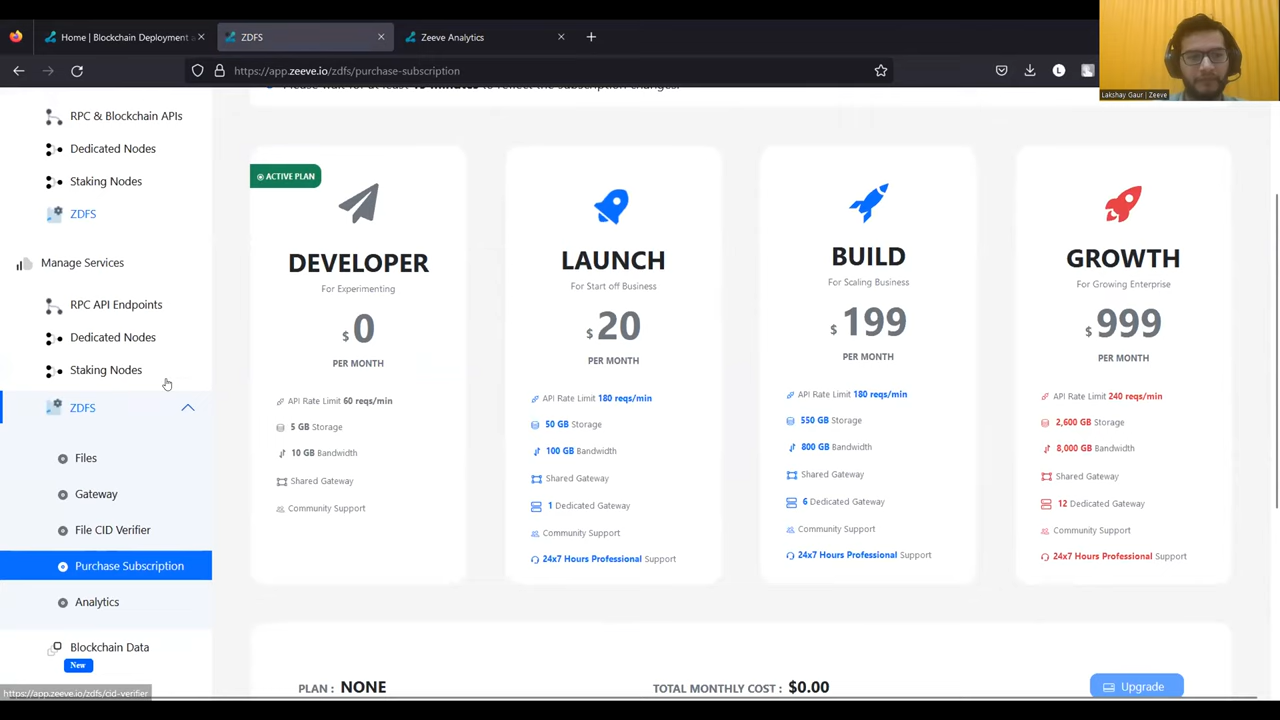 Home | Blockchain Deployment
ZDFS
Zeeve Analytics
https://app.zeeve.io/zdfs/purchase-subscription
Lakshay Gaur | Zeeve
RPC & Blockchain APIs
Dedicated Nodes
Staking Nodes
ZDFS
Manage Services
RPC API Endpoints
Dedicated Nodes
Staking Nodes
ZDFS
Files
Gateway
File CID Verifier
Purchase Subscription
Analytics
Blockchain Data
New
https://app.zeeve.io/zdfs/cid-verifier
ACTIVE PLAN
DEVELOPER
For Experimenting
$ 0
PER MONTH
API Rate Limit 60 reqs/min
5 GB Storage
10 GB Bandwidth
Shared Gateway
Community Support
LAUNCH
For Start off Business
$ 20
PER MONTH
API Rate Limit 180 reqs/min
50 GB Storage
100 GB Bandwidth
Shared Gateway
1 Dedicated Gateway
Community Support
24x7 Hours Professional Support
BUILD
For Scaling Business
$ 199
PER MONTH
API Rate Limit 180 reqs/min
550 GB Storage
800 GB Bandwidth
Shared Gateway
6 Dedicated Gateway
Community Support
24x7 Hours Professional Support
GROWTH
For Growing Enterprise
$ 999
PER MONTH
API Rate Limit 240 reqs/min
2,600 GB Storage
8,000 GB Bandwidth
Shared Gateway
12 Dedicated Gateway
Community Support
24x7 Hours Professional Support
PLAN : NONE
TOTAL MONTHLY COST : $0.00
Upgrade